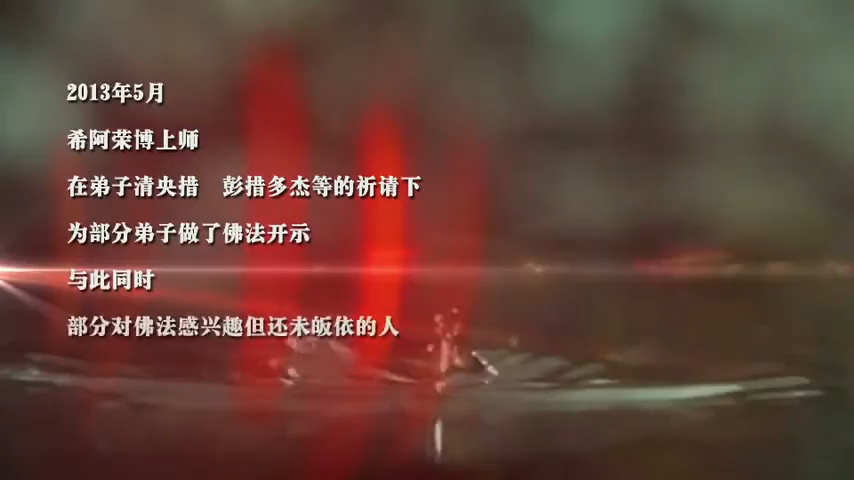 2013年5月
希阿荣博上师
在弟子清央措　彭措多杰等的祈请下
为部分弟子做了佛法开示
与此同时
部分对佛法感兴趣但还未皈依的人